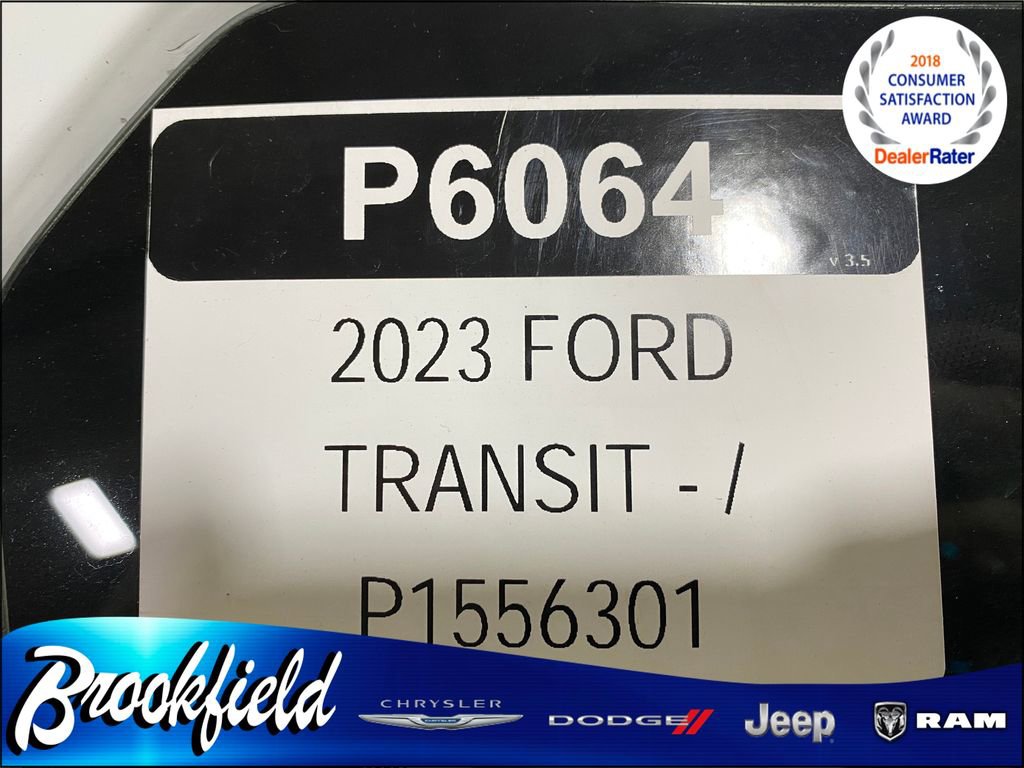 2018
CONSUMER
SATISFACTION
AWARD
DealerRater
P6064
v 3.5
2023 FORD
TRANSIT - /
P1556301
Brookfield
CHRYSLER
DODGE
Jeep
RAM